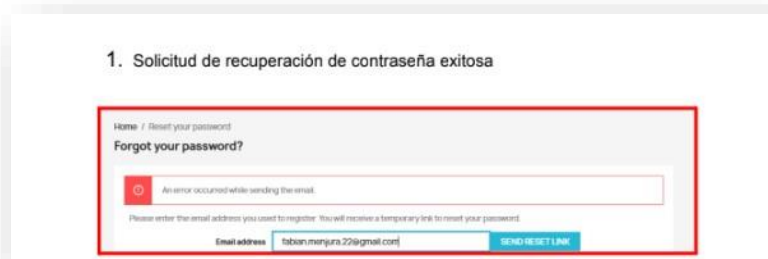 1. Solicitud de recuperación de contraseña exitosa
Home / Reset your password
Forgot your password?
An error occurred while sending the email.
Please enter the email address you used to register. You will receive a temporary link to reset your password.
Email address fabian.menjura.22@gmail.com SEND RESET LINK